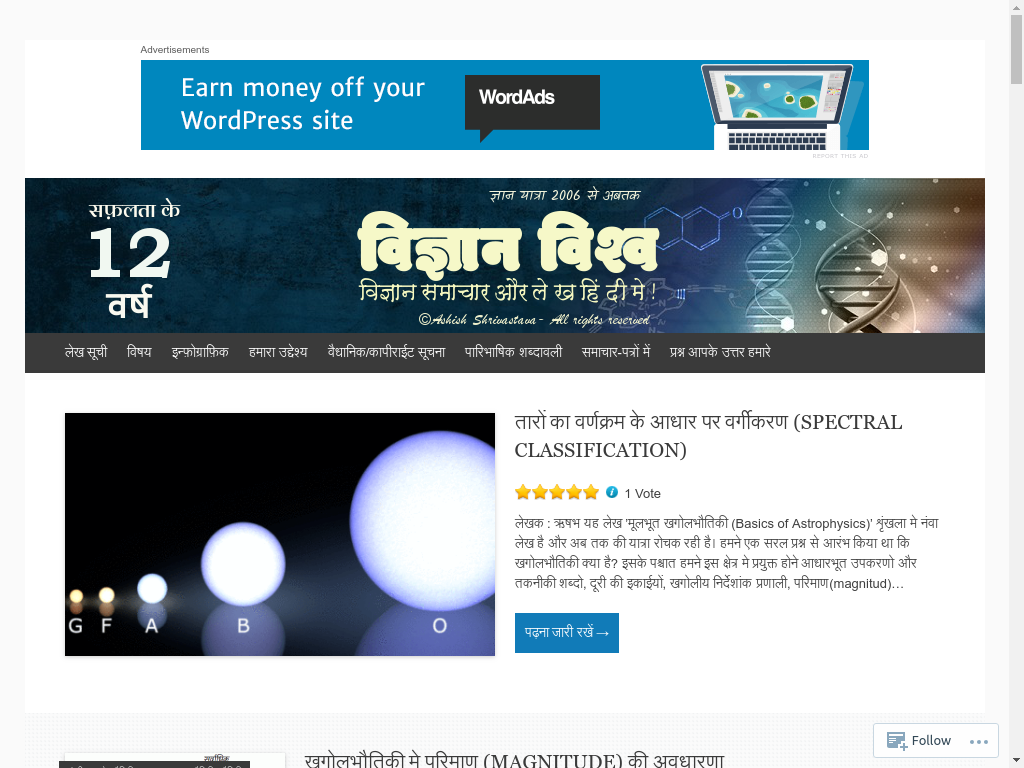 Advertisements
Earn money off your
WordPress site
WordAds
REPORT THIS AD
ज्ञान यात्रा 2006 से अबतक
सफ़लता के
12
वर्ष
विज्ञान विश्व
विज्ञान समाचार और लेख हिंदी मे !
©Ashish Shrivastava- All rights reserved
लेख सूची विषय इन्फ़ोग्राफ़िक हमारा उद्देश्य वैधानिक/कापीराईट सूचना पारिभाषिक शब्दावली समाचार-पत्रों में प्रश्न आपके उत्तर हमारे
तारों का वर्णक्रम के आधार पर वर्गीकरण (SPECTRAL
CLASSIFICATION)
1 Vote
लेखक : ऋषभ यह लेख 'मूलभूत खगोलभौतिकी (Basics of Astrophysics)' शृंखला मे नंवा
लेख है और अब तक की यात्रा रोचक रही है। हमने एक सरल प्रश्न से आरंभ किया था कि
खगोलभौतिकी क्या है? इसके पश्चात हमने इस क्षेत्र मे प्रयुक्त होने आधारभूत उपकरणो और
तकनीकी शब्दो, दूरी की इकाईयों, खगोलीय निर्देशांक प्रणाली, परिमाण(magnitud)…
G F A B O
पढ़ना जारी रखें →
खगोलभौतिकी मे परिमाण (MAGNITUDE) की अवधारणा
Follow